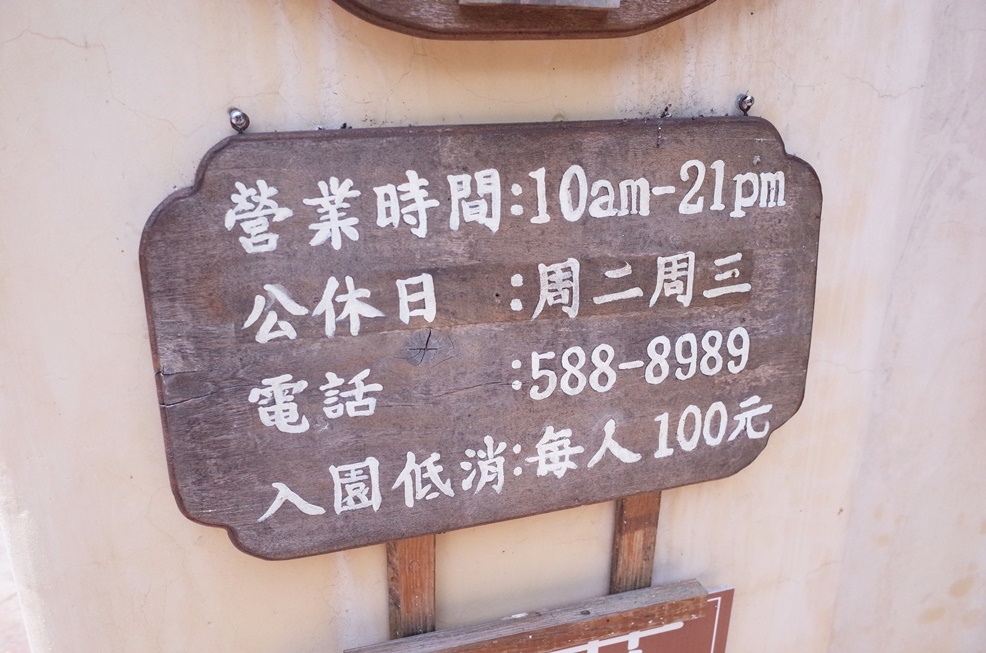 營業時間:10am-21pm
公休日 :周二周三
電話 :588-8989
入園低消:每人100元